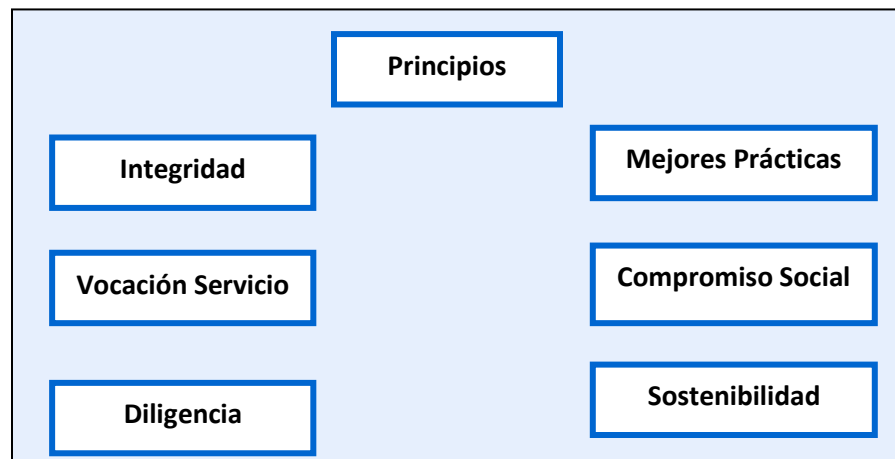 Principios
Integridad
Mejores Prácticas
Vocación Servicio
Compromiso Social
Diligencia
Sostenibilidad